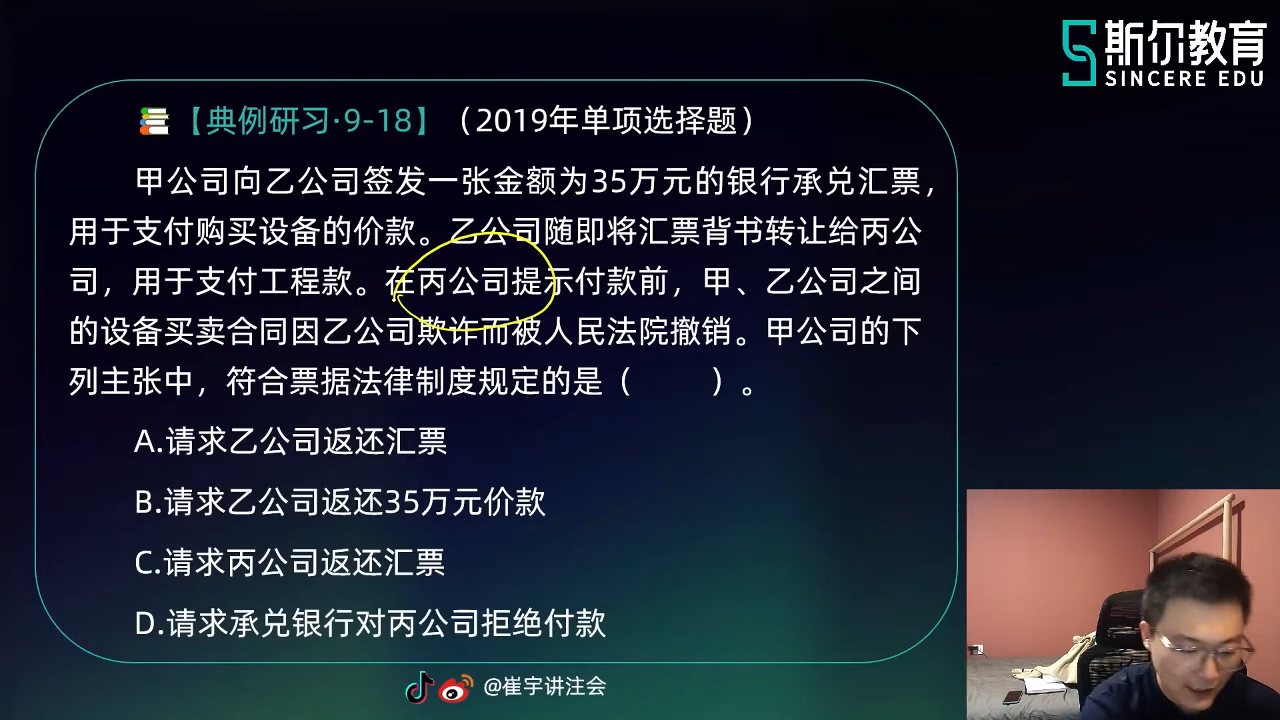 斯尔教育
SINCERE EDU
【典例研习·9-18】（2019年单项选择题）
甲公司向乙公司签发一张金额为35万元的银行承兑汇票，
用于支付购买设备的价款。乙公司随即将汇票背书转让给丙公
司，用于支付工程款。在丙公司提示付款前，甲、乙公司之间
的设备买卖合同因乙公司欺诈而被人民法院撤销。甲公司的下
列主张中，符合票据法律制度规定的是（　　）。
A.请求乙公司返还汇票
B.请求乙公司返还35万元价款
C.请求丙公司返还汇票
D.请求承兑银行对丙公司拒绝付款
@崔宇讲注会